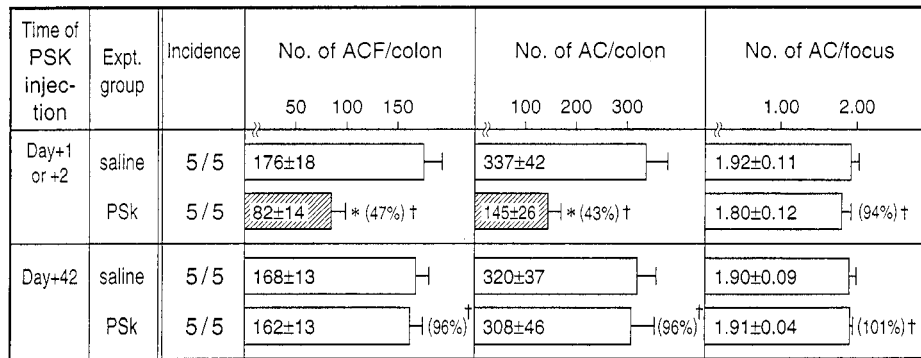 Time of PSK injec- tion
Expt. group
Incidence
No. of ACF/colon
50 100 150
No. of AC/colon
100 200 300
No. of AC/focus
1.00 2.00
Day+1 or +2
saline 5/5 176±18 337±42 1.92±0.11
PSk 5/5 82±14 * (47%) † 145±26 * (43%) † 1.80±0.12 (94%) †
Day+42 saline 5/5 168±13 320±37 1.90±0.09
PSk 5/5 162±13 (96%) † 308±46 (96%) † 1.91±0.04 (101%) †